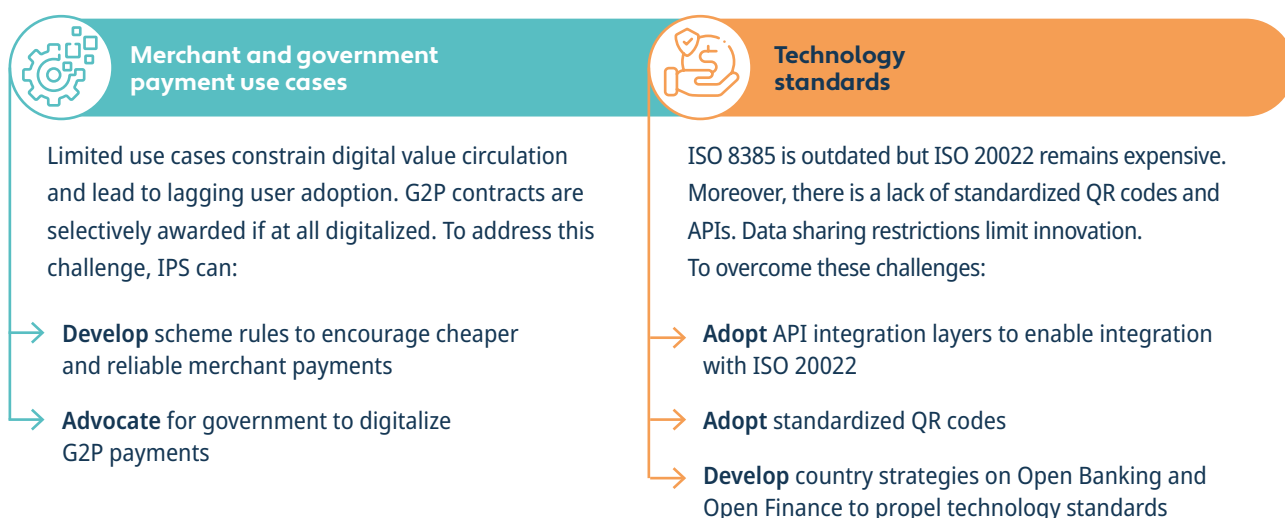 Merchant and government
payment use cases
Limited use cases constrain digital value circulation
and lead to lagging user adoption. G2P contracts are
selectively awarded if at all digitalized. To address this
challenge, IPS can:
Develop scheme rules to encourage cheaper
and reliable merchant payments
Advocate for government to digitalize
G2P payments
Technology
standards
ISO 8385 is outdated but ISO 20022 remains expensive.
Moreover, there is a lack of standardized QR codes and
APIs. Data sharing restrictions limit innovation.
To overcome these challenges:
Adopt API integration layers to enable integration
with ISO 20022
Adopt standardized QR codes
Develop country strategies on Open Banking and
Open Finance to propel technology standards